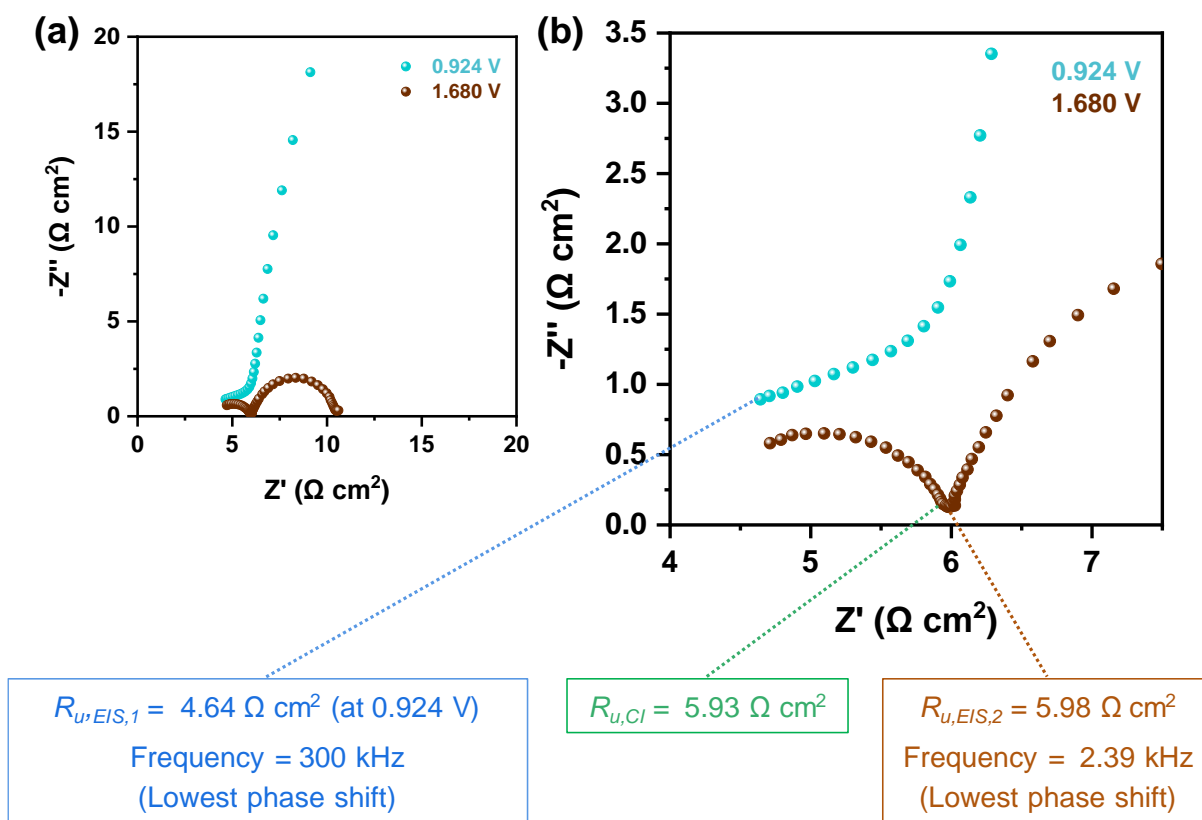 (a)
20
15
10
5
0
-Z" (Ω cm²)
0.924 V
1.680 V
0 5 10 15 20
Z' (Ω cm²)
(b)
3.5
3.0
2.5
2.0
1.5
1.0
0.5
0.0
-Z" (Ω cm²)
0.924 V
1.680 V
4 5 6 7
Z' (Ω cm²)
Ru,EIS,1 = 4.64 Ω cm² (at 0.924 V)
Frequency = 300 kHz
(Lowest phase shift)
Ru,CI = 5.93 Ω cm²
Ru,EIS,2 = 5.98 Ω cm²
Frequency = 2.39 kHz
(Lowest phase shift)